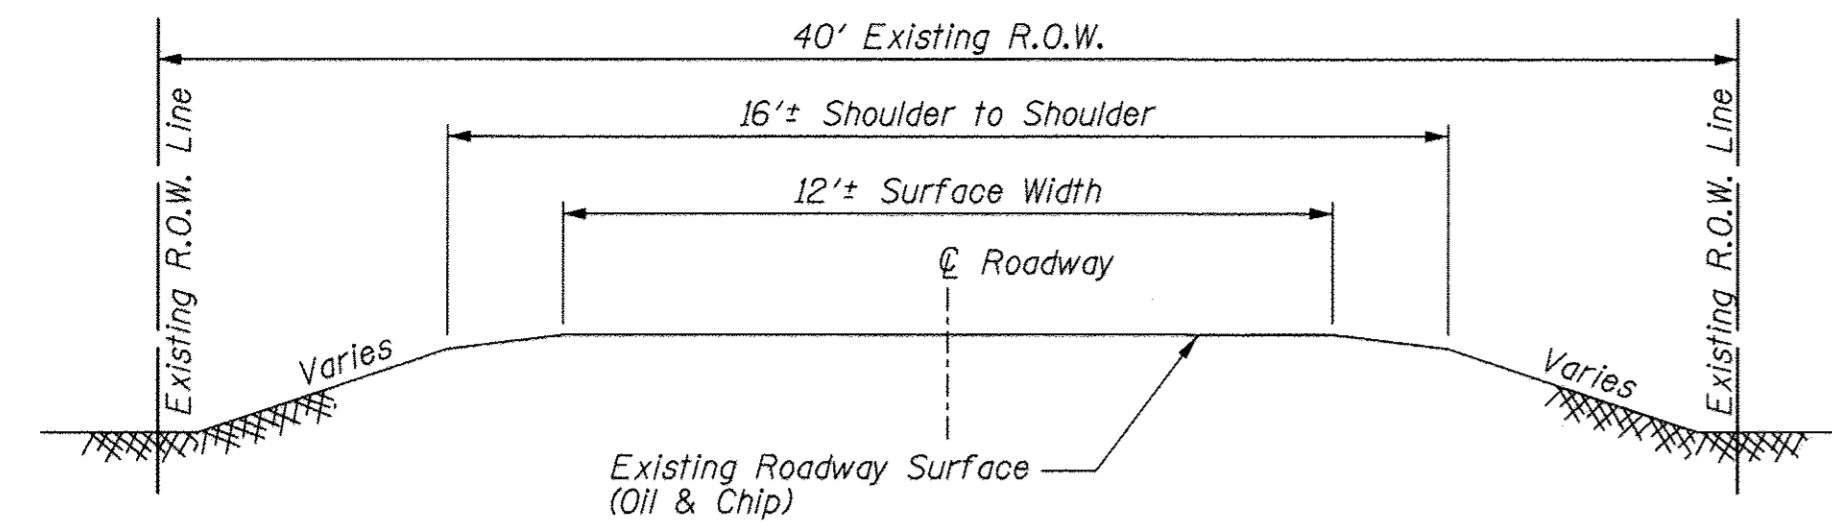 40' Existing R.O.W.
16'± Shoulder to Shoulder
12'± Surface Width
℄ Roadway
Existing R.O.W. Line
Existing R.O.W. Line
Varies
Varies
Existing Roadway Surface
(Oil & Chip)